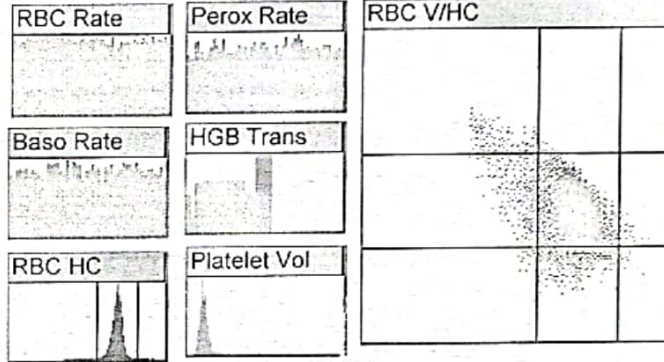 RBC Rate
Perox Rate
RBC V/HC
Baso Rate
HGB Trans
RBC HC
Platelet Vol